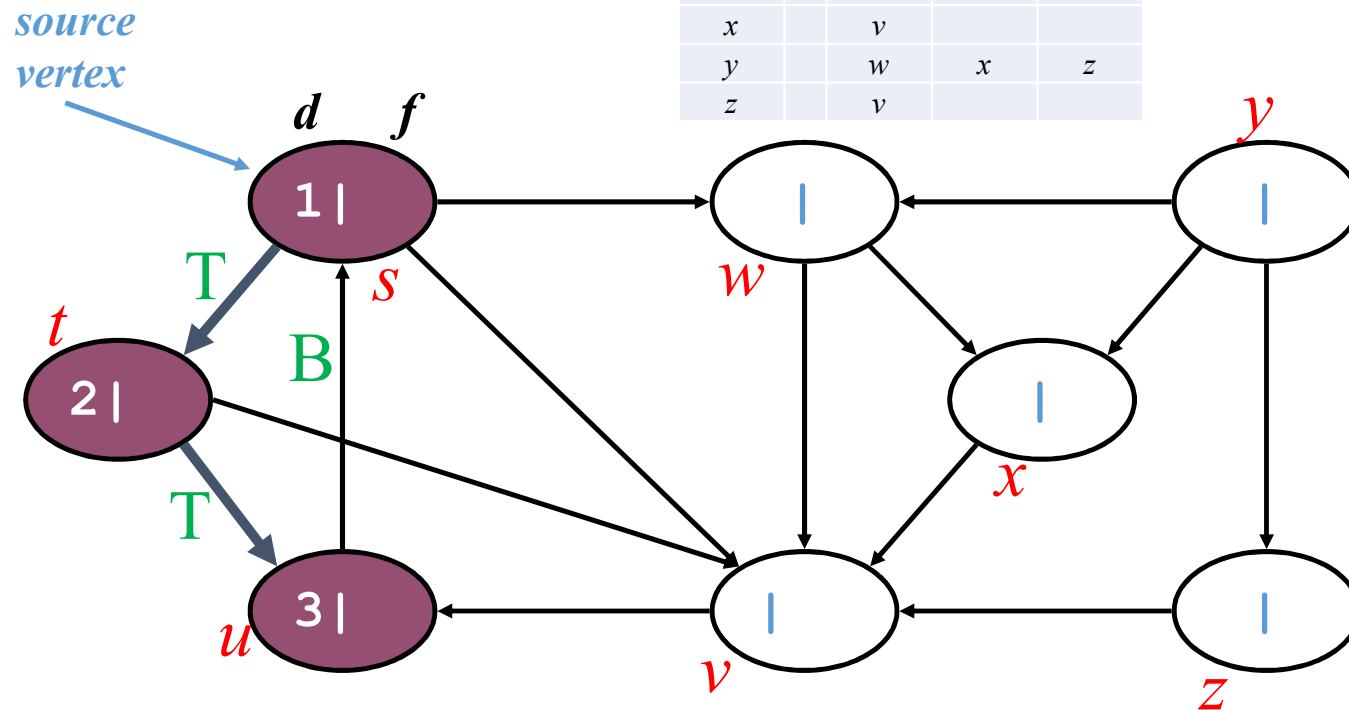 source
vertex
x v
y w x z
z v
d f
y
1|
|
|
T
s
w
t
B
2|
|
x
T
3|
|
|
u
v
z